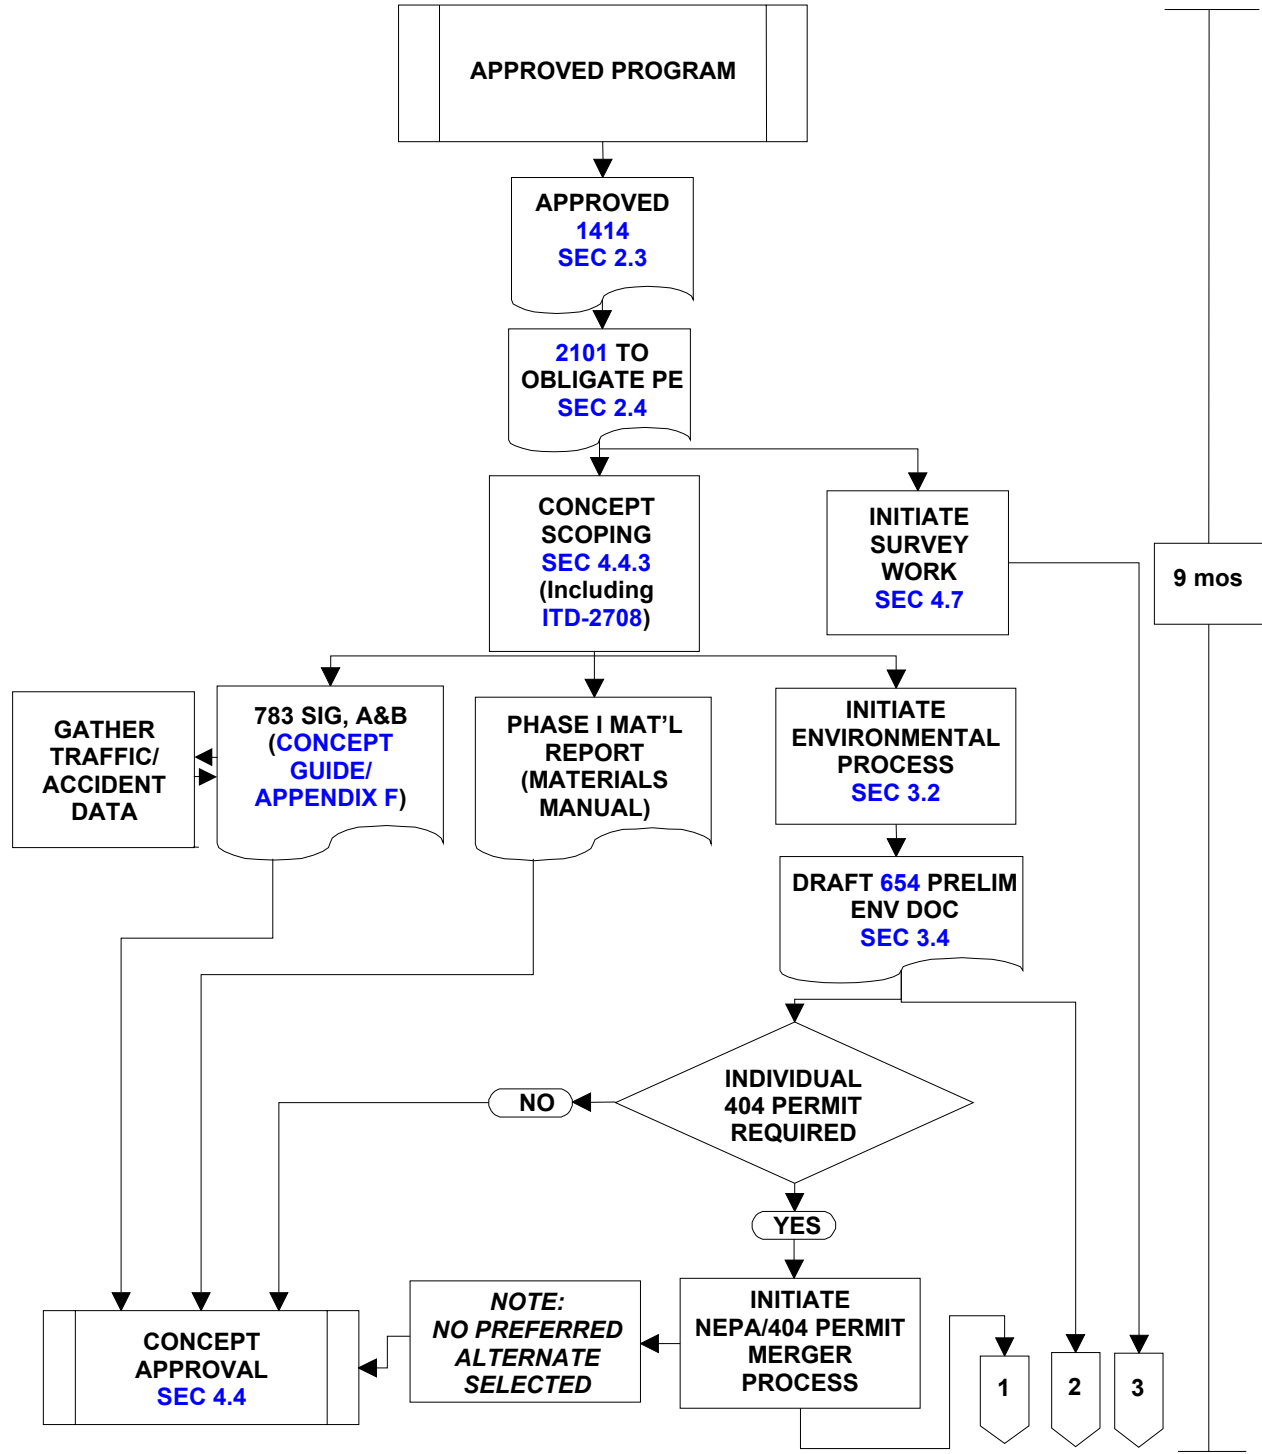 APPROVED PROGRAM
APPROVED
1414
SEC 2.3
2101 TO
OBLIGATE PE
SEC 2.4
CONCEPT
SCOPING
SEC 4.4.3
(Including
ITD-2708)
INITIATE
SURVEY
WORK
SEC 4.7
9 mos
GATHER
TRAFFIC/
ACCIDENT
DATA
783 SIG, A&B
(CONCEPT
GUIDE/
APPENDIX F)
PHASE I MAT’L
REPORT
(MATERIALS
MANUAL)
INITIATE
ENVIRONMENTAL
PROCESS
SEC 3.2
DRAFT 654 PRELIM
ENV DOC
SEC 3.4
INDIVIDUAL
404 PERMIT
REQUIRED
NO
YES
CONCEPT
APPROVAL
SEC 4.4
NOTE:
NO PREFERRED
ALTERNATE
SELECTED
INITIATE
NEPA/404 PERMIT
MERGER
PROCESS
1
2
3